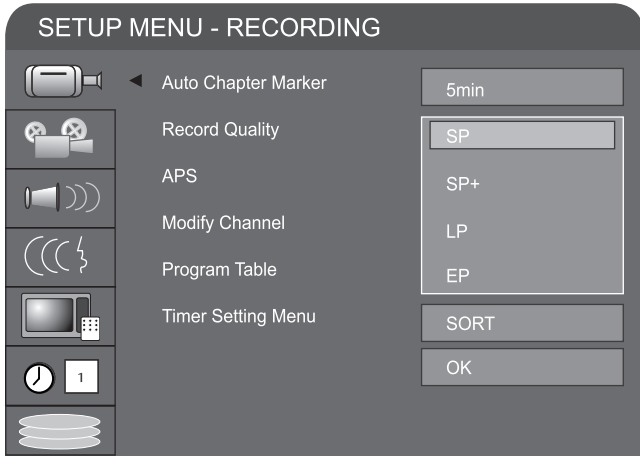 SETUP MENU - RECORDING
Auto Chapter Marker
5min
Record Quality
SP
APS
SP+
Modify Channel
LP
Program Table
EP
Timer Setting Menu
SORT
OK
1